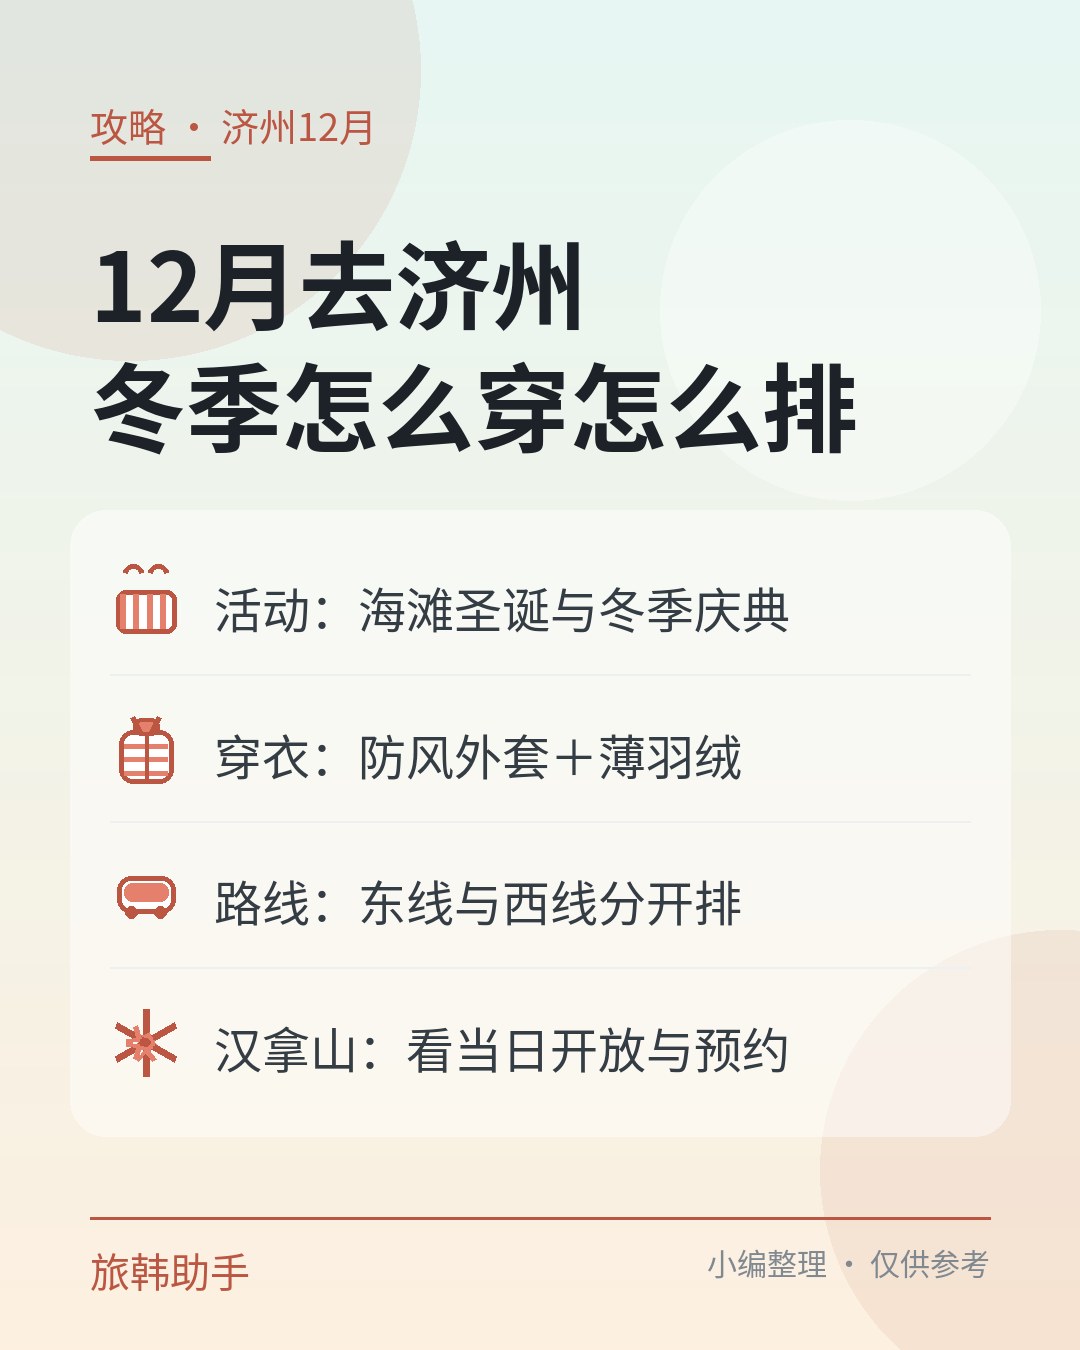 攻略 · 济州12月
12月去济州
冬季怎么穿怎么排
活动：海滩圣诞与冬季庆典
穿衣：防风外套＋薄羽绒
路线：东线与西线分开排
汉拿山：看当日开放与预约
旅韩助手
小编整理 · 仅供参考